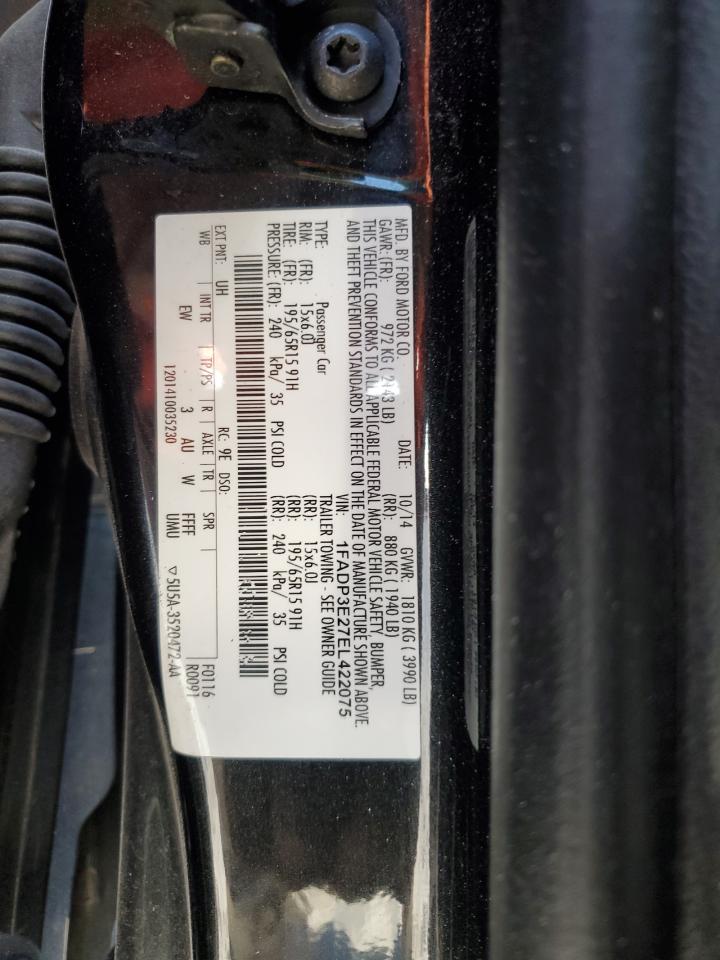 MFD. BY FORD MOTOR CO. DATE: 10/14 GVWR: 1810 KG ( 3990 LB)
GAWR: (FR): 972 KG ( 2143 LB) (RR): 880 KG ( 1940 LB)
THIS VEHICLE CONFORMS TO ALL APPLICABLE FEDERAL MOTOR VEHICLE SAFETY, BUMPER,
AND THEFT PREVENTION STANDARDS IN EFFECT ON THE DATE OF MANUFACTURE SHOWN ABOVE.
VIN: 1FADP3E27EL422075
TYPE: Passenger Car TRAILER TOWING - SEE OWNER GUIDE
RIM: (FR): 15x6.0J (RR): 15x6.0J
TIRE: (FR): 195/65R15 91H (RR): 195/65R15 91H
PRESSURE: (FR): 240 kPa/ 35 PSI COLD (RR): 240 kPa/ 35 PSI COLD
EXT PNT: UH RC: 9E DSO: F0116
WB INT TR TP/PS R AXLE TR SPR R0091
EW 3 AU W FFFF
1201410035230 UMU ▽ 5U5A-3520472-AA